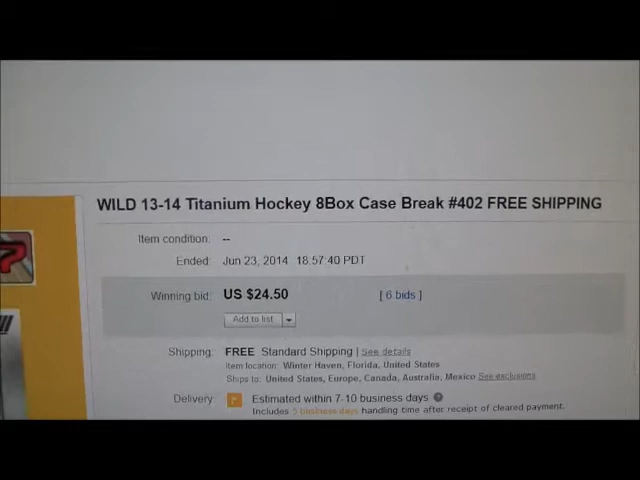 WILD 13-14 Titanium Hockey 8Box Case Break #402 FREE SHIPPING
Item condition: --
Ended: Jun 23, 2014 18:57:40 PDT
Winning bid: US $24.50 [ 6 bids ]
Add to list
Shipping: FREE Standard Shipping | See details
Item location: Winter Haven, Florida, United States
Ships to: United States, Europe, Canada, Australia, Mexico See exclusions
Delivery: Estimated within 7-10 business days ?
Includes 5 business days handling time after receipt of cleared payment.